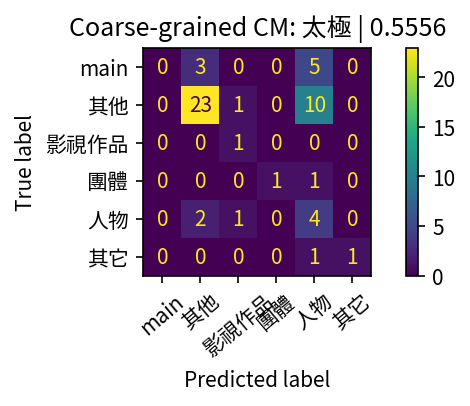 Coarse-grained CM: 太極 | 0.5556
True label
main 0 3 0 0 5 0
其他 0 23 1 0 10 0
影視作品 0 0 1 0 0 0
團體 0 0 0 1 1 0
人物 0 2 1 0 4 0
其它 0 0 0 0 1 1
main 其他 影視作品 團體 人物 其它
Predicted label
20
15
10
5
0